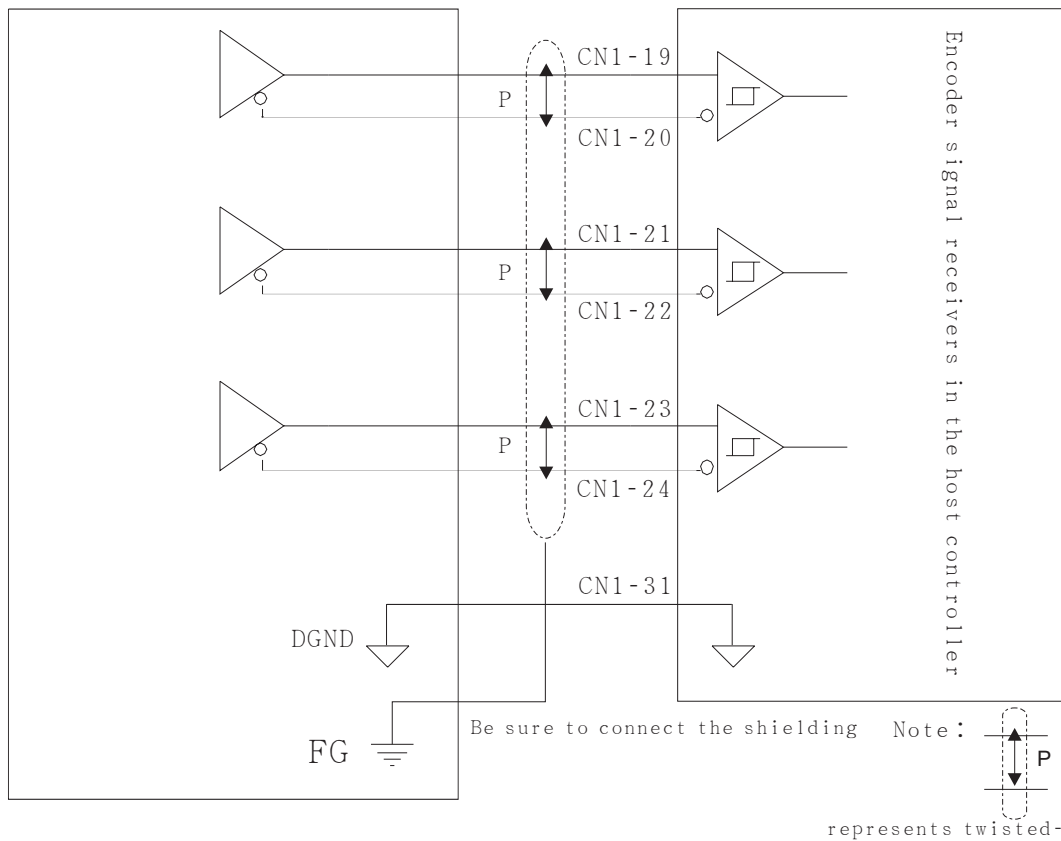 CN1-19
P
CN1-20
CN1-21
P
CN1-22
CN1-23
P
CN1-24
CN1-31
DGND
FG
Encoder signal receivers in the host controller
Be sure to connect the shielding
Note:
P
represents twisted-